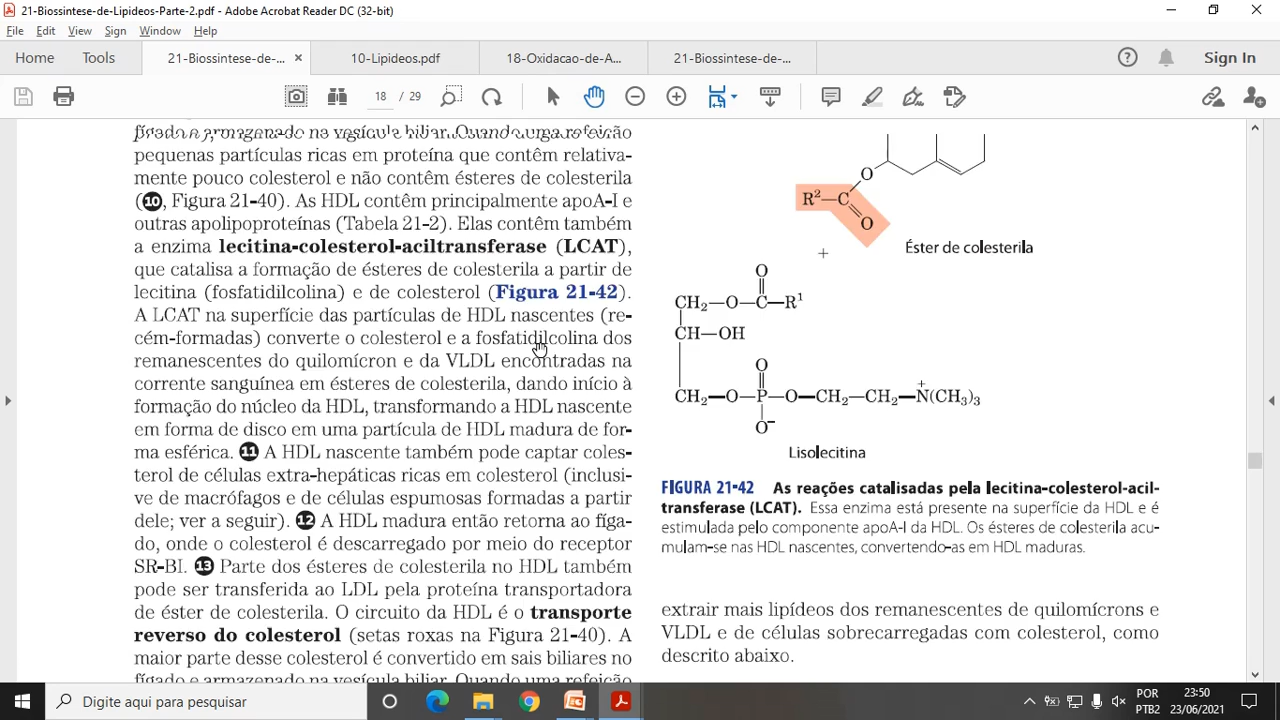 21-Biossintese-de-Lipideos-Parte-2.pdf - Adobe Acrobat Reader DC (32-bit)
File Edit View Sign Window Help
Home Tools 21-Biossintese-de-... × 10-Lipideos.pdf 18-Oxidacao-de-A... 21-Biossintese-de-... Sign In
18 / 29
pequenas partículas ricas em proteína que contêm relativa-
mente pouco colesterol e não contêm ésteres de colesterila
(10, Figura 21-40). As HDL contêm principalmente apoA-I e
outras apolipoproteínas (Tabela 21-2). Elas contêm também
a enzima lecitina-colesterol-aciltransferase (LCAT),
que catalisa a formação de ésteres de colesterila a partir de
lecitina (fosfatidilcolina) e de colesterol (Figura 21-42).
A LCAT na superfície das partículas de HDL nascentes (re-
cém-formadas) converte o colesterol e a fosfatidilcolina dos
remanescentes do quilomícron e da VLDL encontradas na
corrente sanguínea em ésteres de colesterila, dando início à
formação do núcleo da HDL, transformando a HDL nascente
em forma de disco em uma partícula de HDL madura de for-
ma esférica. 11 A HDL nascente também pode captar coles-
terol de células extra-hepáticas ricas em colesterol (inclusi-
ve de macrófagos e de células espumosas formadas a partir
dele; ver a seguir). 12 A HDL madura então retorna ao fíga-
do, onde o colesterol é descarregado por meio do receptor
SR-BI. 13 Parte dos ésteres de colesterila no HDL também
pode ser transferida ao LDL pela proteína transportadora
de éster de colesterila. O circuito da HDL é o transporte
reverso do colesterol (setas roxas na Figura 21-40). A
maior parte desse colesterol é convertido em sais biliares no
fígado e armazenado na vesícula biliar. Quando uma refeição
O
R²—C
O
Éster de colesterila
+
O
CH₂—O—C—R¹
CH—OH
O
CH₂—O—P—O—CH₂—CH₂—N⁺(CH₃)₃
O⁻
Lisolecitina
FIGURA 21-42 As reações catalisadas pela lecitina-colesterol-acil-
transferase (LCAT). Essa enzima está presente na superfície da HDL e é
estimulada pelo componente apoA-I da HDL. Os ésteres de colesterila acu-
mulam-se nas HDL nascentes, convertendo-as em HDL maduras.
extrair mais lipídeos dos remanescentes de quilomícrons e
VLDL e de células sobrecarregadas com colesterol, como
descrito abaixo.
Digite aqui para pesquisar
POR
PTB2
23:50
23/06/2021